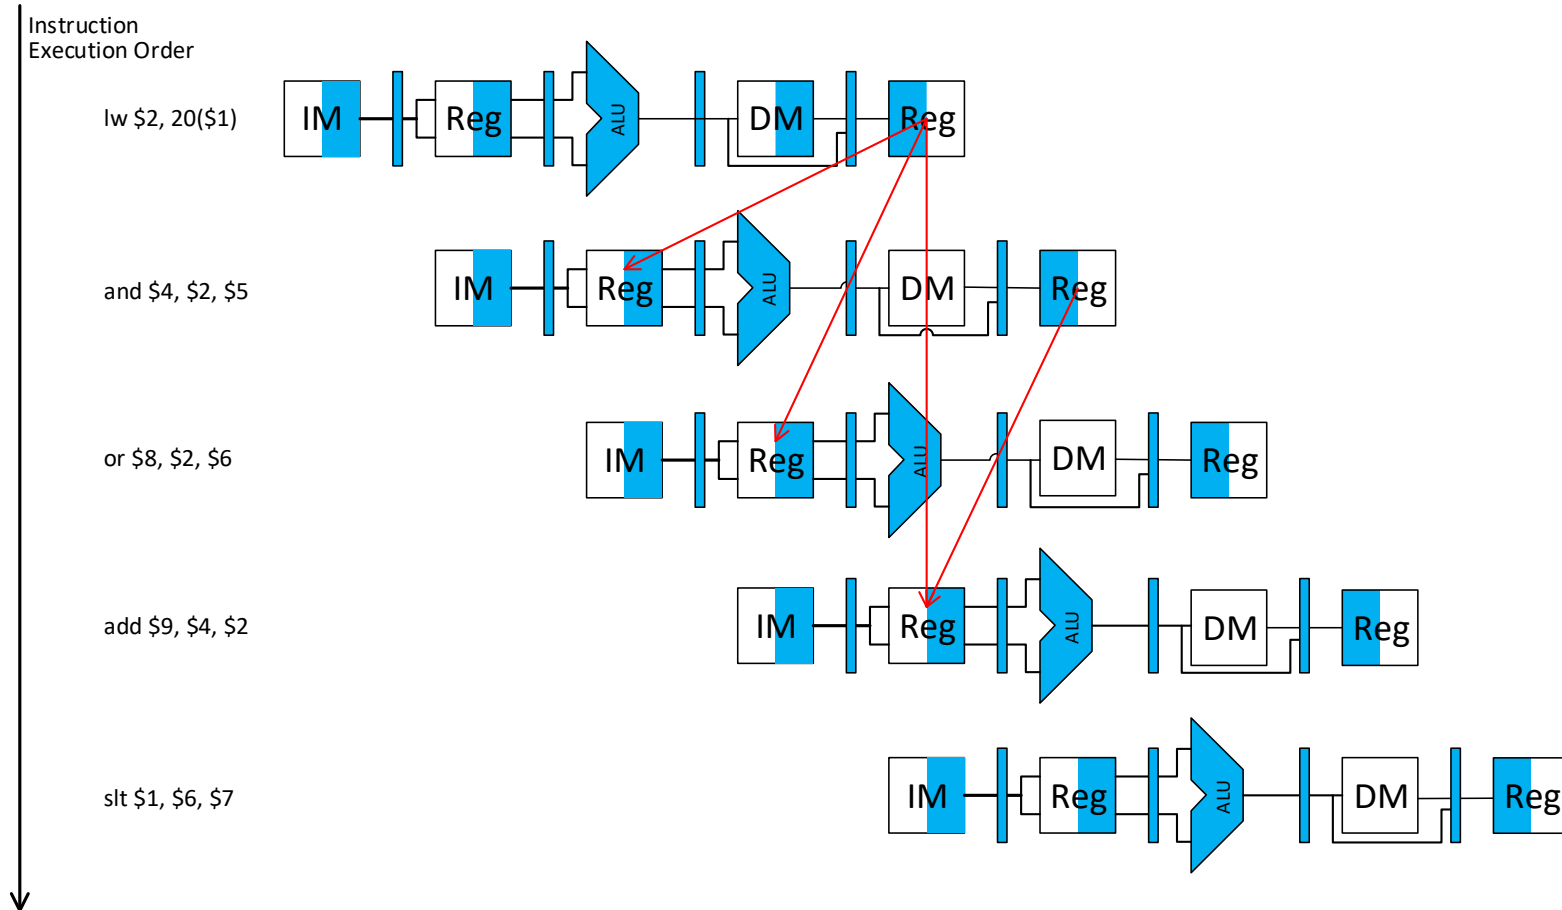 Instruction
Execution Order
lw $2, 20($1)
IM Reg ALU DM Reg
and $4, $2, $5
IM Reg ALU DM Reg
or $8, $2, $6
IM Reg ALU DM Reg
add $9, $4, $2
IM Reg ALU DM Reg
slt $1, $6, $7
IM Reg ALU DM Reg